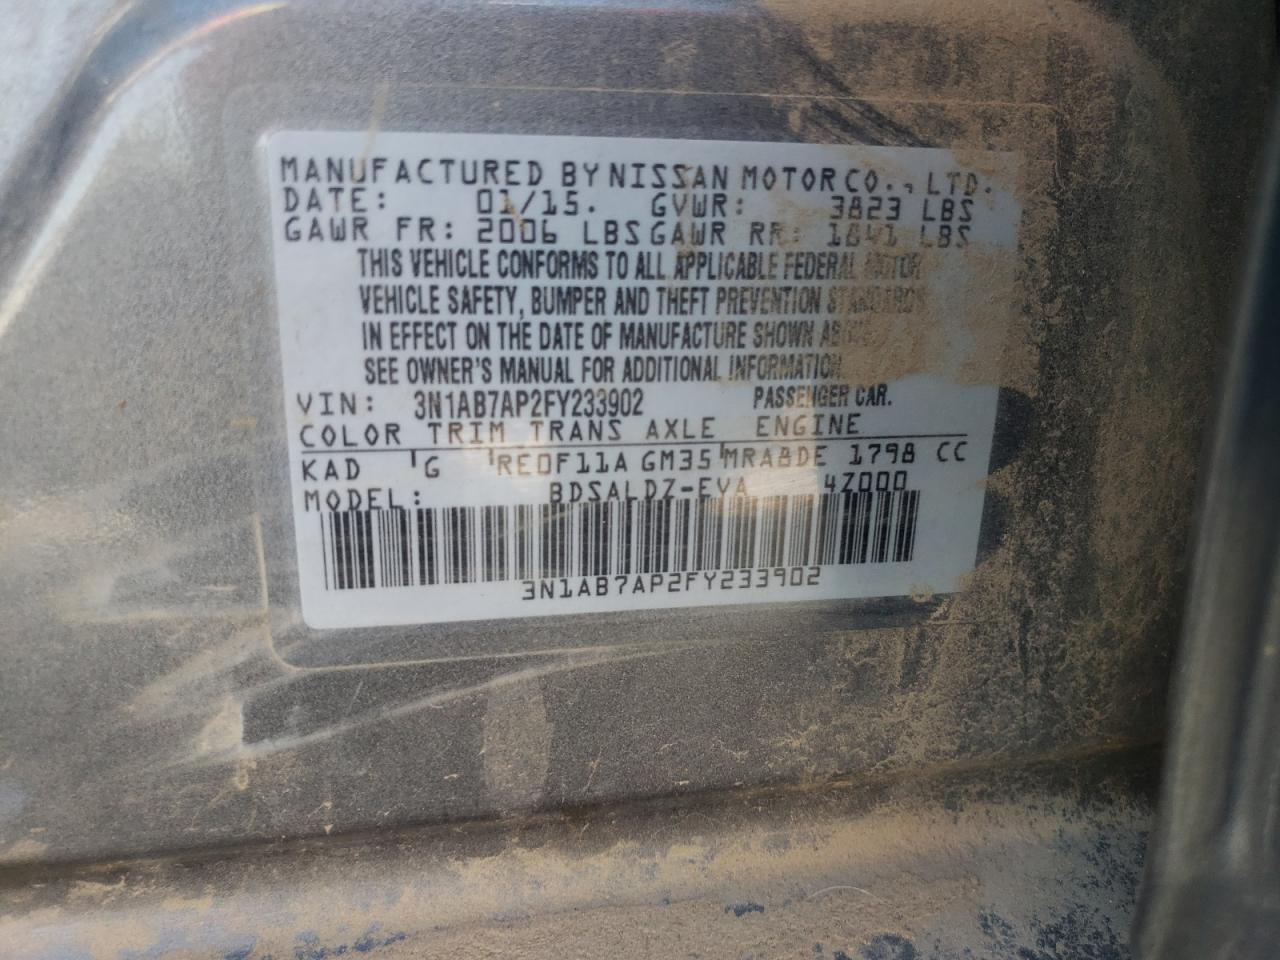 MANUFACTURED BY NISSAN MOTOR CO., LTD.
DATE: 01/15. GVWR: 3823 LBS
GAWR FR: 2006 LBS GAWR RR: 1841 LBS
THIS VEHICLE CONFORMS TO ALL APPLICABLE FEDERAL MOTOR
VEHICLE SAFETY, BUMPER AND THEFT PREVENTION STANDARDS
IN EFFECT ON THE DATE OF MANUFACTURE SHOWN ABOVE.
SEE OWNER'S MANUAL FOR ADDITIONAL INFORMATION.
VIN: 3N1AB7AP2FY233902 PASSENGER CAR.
COLOR TRIM TRANS AXLE ENGINE
KAD G RE0F11A GM35 MRA8DE 1798 CC
MODEL: BDSALDZ-EVA 4Z000
3N1AB7AP2FY233902